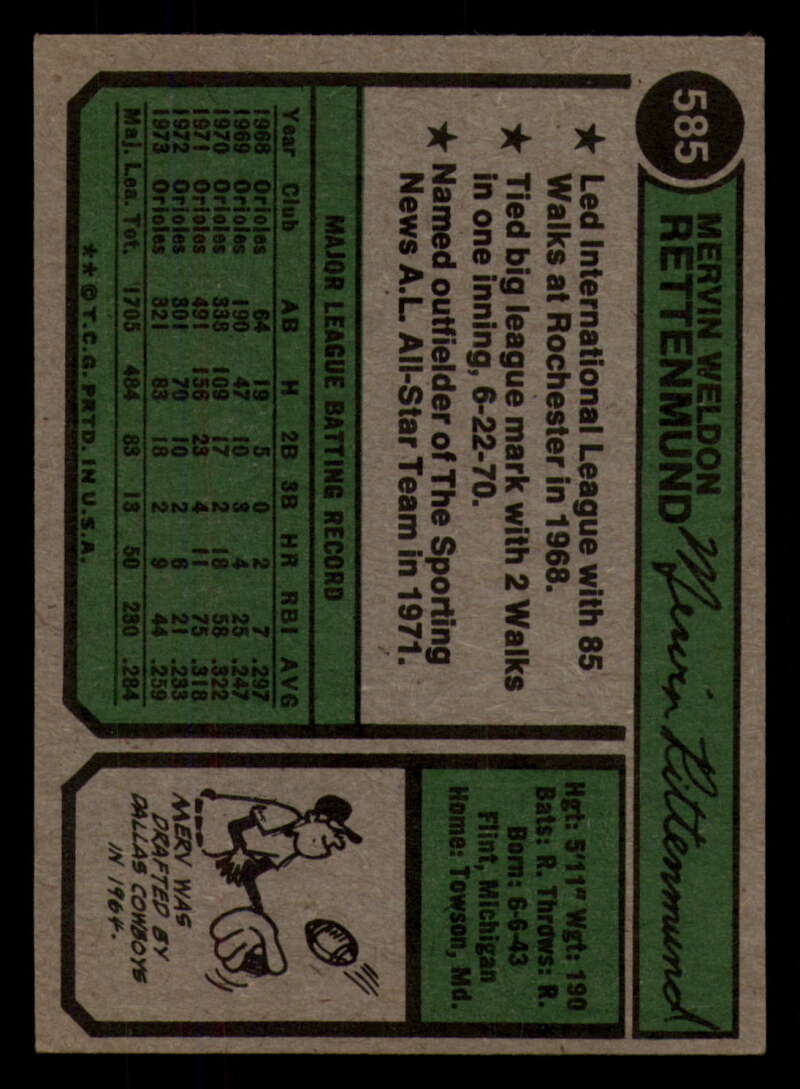 585
MERVIN WELDON
RETTENMUND
Mervin Rettenmund
★ Led International League with 85
Walks at Rochester in 1968.
★ Tied big league mark with 2 Walks
in one inning, 6-22-70.
★ Named outfielder of The Sporting
News A.L. All-Star Team in 1971.
MAJOR LEAGUE BATTING RECORD
Year Club AB H 2B 3B HR RBI AVG
1968 Orioles 64 19 5 0 2 7 .297
1969 Orioles 190 47 10 3 4 25 .247
1970 Orioles 338 109 17 2 18 58 .322
1971 Orioles 491 156 23 4 11 75 .318
1972 Orioles 301 70 10 2 6 21 .233
1973 Orioles 321 83 18 2 9 44 .259
Maj. Lea. Tot. 1705 484 83 13 50 230 .284
**©T.C.G. PRTD. IN U.S.A.
Hgt: 5'11" Wgt: 190
Bats: R. Throws: R.
Born: 6-6-43
Flint, Michigan
Home: Towson, Md.
MERV WAS
DRAFTED BY
DALLAS COWBOYS
IN 1964.